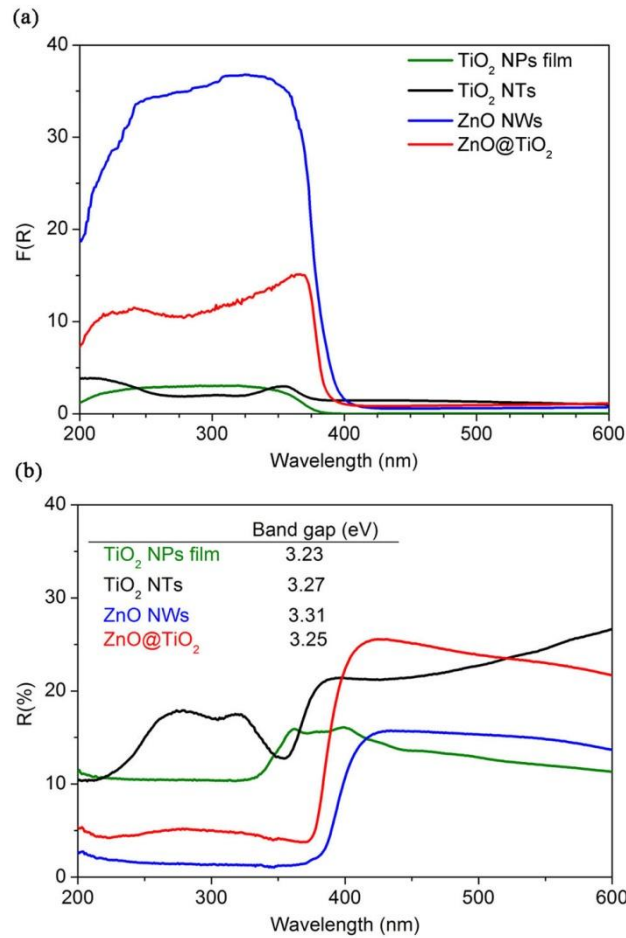 (a)
40
30
20
10
0
F(R)
TiO₂ NPs film
TiO₂ NTs
ZnO NWs
ZnO@TiO₂
200 300 400 500 600
Wavelength (nm)
(b)
40
30
20
10
0
R(%)
Band gap (eV)
TiO₂ NPs film 3.23
TiO₂ NTs 3.27
ZnO NWs 3.31
ZnO@TiO₂ 3.25
200 300 400 500 600
Wavelength (nm)